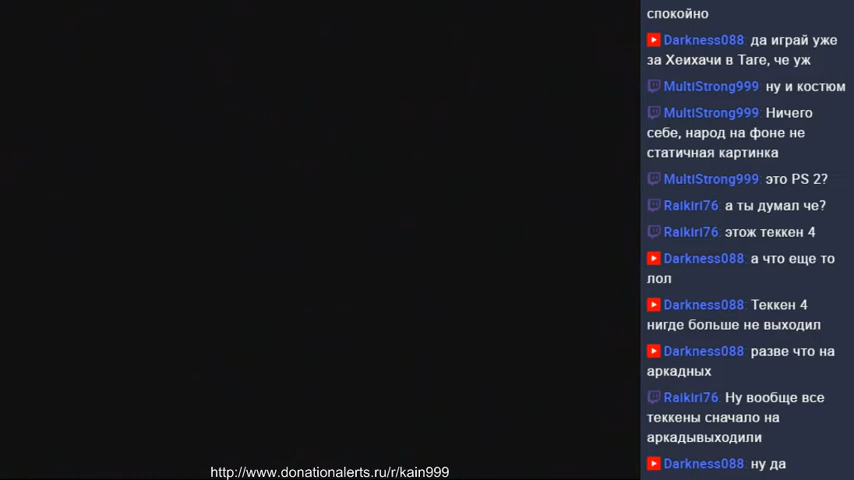 спокойно
Darkness088 да играй уже
за Хеихачи в Таге, че уж
MultiStrong999 ну и костюм
MultiStrong999: Ничего
себе, народ на фоне не
статичная картинка
MultiStrong999: это PS 2?
Raikiri76: а ты думал че?
Raikiri76: этож теккен 4
Darkness088: а что еще то
лол
Darkness088: Теккен 4
нигде больше не выходил
Darkness088: разве что на
аркадных
Raikiri76: Ну вообще все
теккены сначало на
аркадывыходили
Darkness088: ну да
http://www.donationalerts.ru/r/kain999